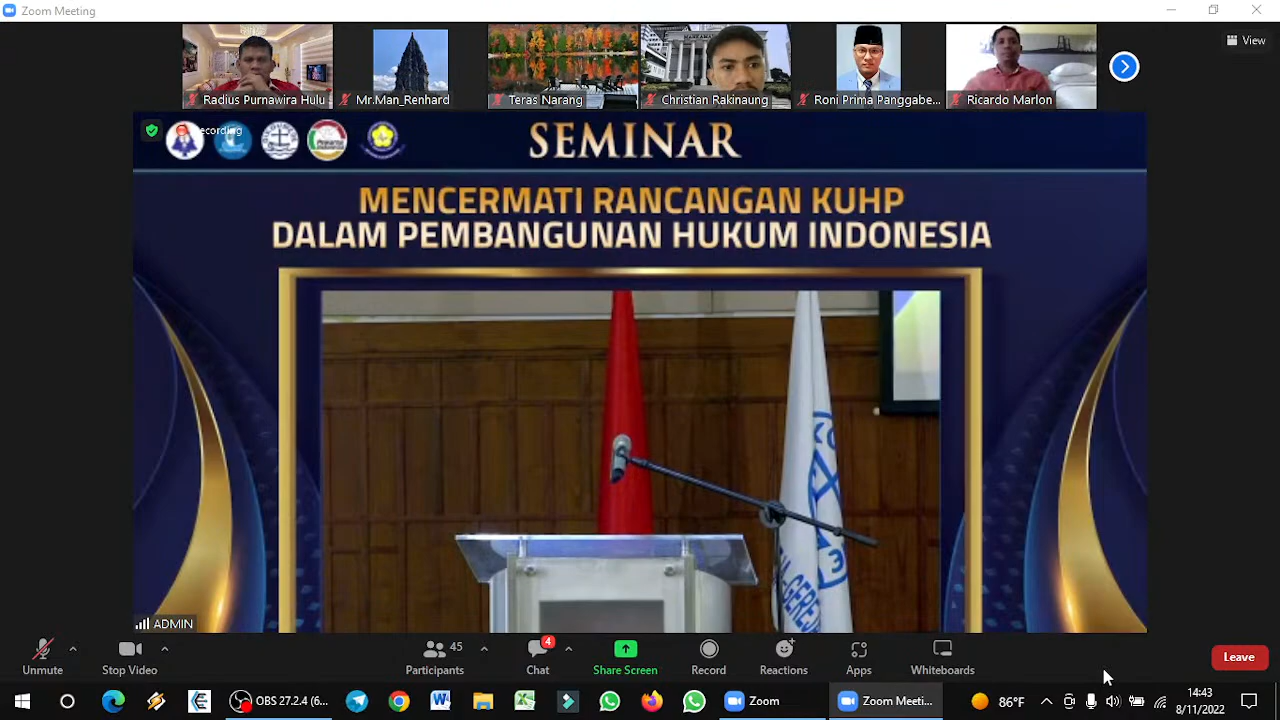 Zoom Meeting
View
Radius Purnawira Hulu
Mr.Man_Renhard
Teras Narang
Christian Rakinaung
Roni Prima Panggabe...
Ricardo Marlon
Recording
SEMINAR
MENCERMATI RANCANGAN KUHP
DALAM PEMBANGUNAN HUKUM INDONESIA
ADMIN
Unmute
Stop Video
Participants
45
Chat
4
Share Screen
Record
Reactions
Apps
Whiteboards
Leave
OBS 27.2.4 (6...
Zoom
Zoom Meeti...
86°F
14:43
8/11/2022